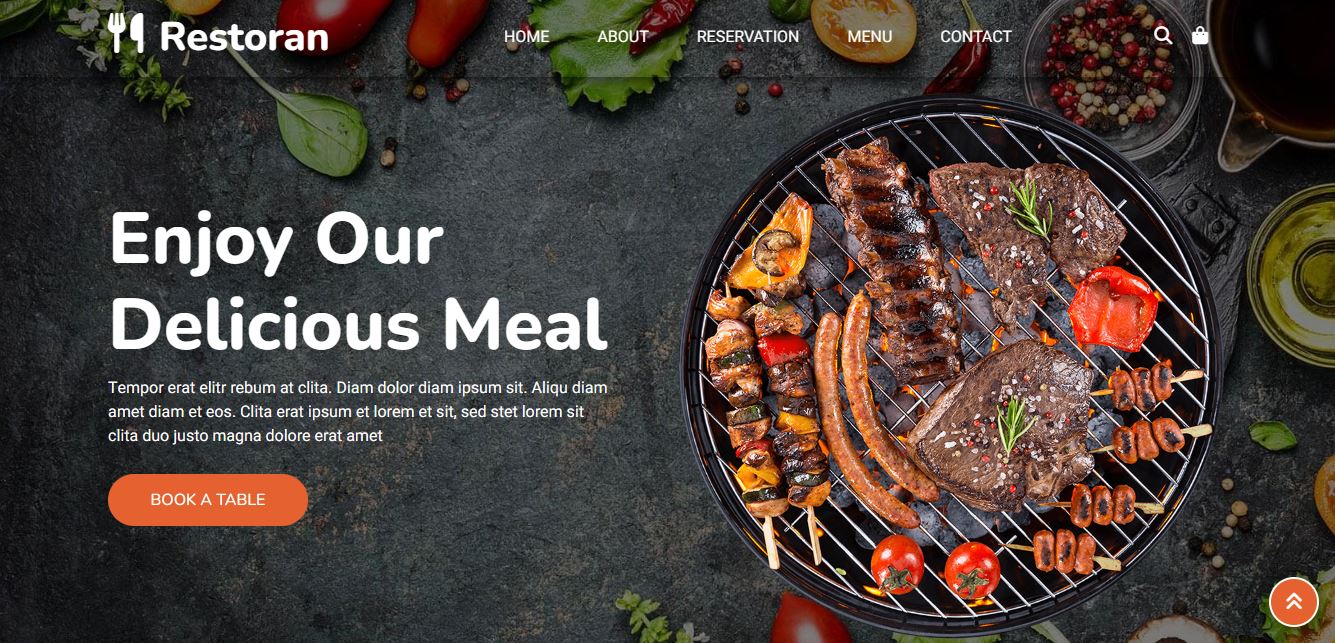 Restoran
HOME
ABOUT
RESERVATION
MENU
CONTACT
Enjoy Our
Delicious Meal
Tempor erat elitr rebum at clita. Diam dolor diam ipsum sit. Aliqu diam
amet diam et eos. Clita erat ipsum et lorem et sit, sed stet lorem sit
clita duo justo magna dolore erat amet
BOOK A TABLE